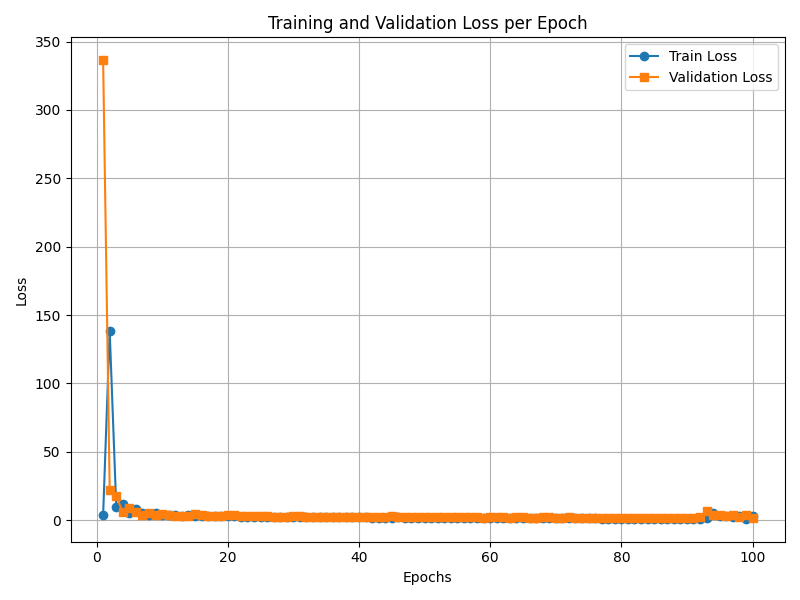 Training and Validation Loss per Epoch
Train Loss
Validation Loss
350
300
250
200
150
100
50
0
Loss
0 20 40 60 80 100
Epochs